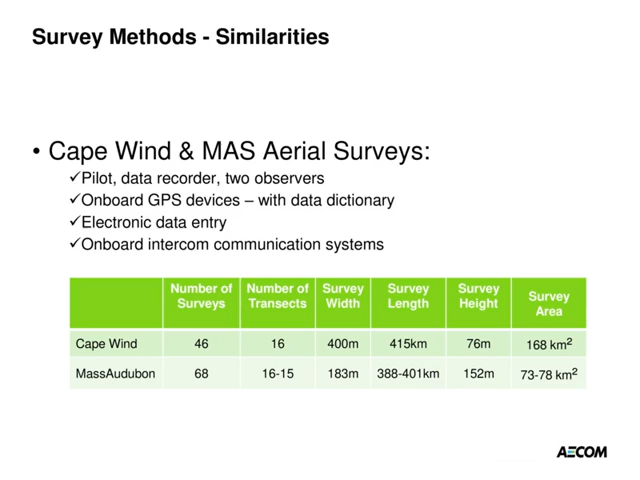 Survey Methods - Similarities
• Cape Wind & MAS Aerial Surveys:
✓Pilot, data recorder, two observers
✓Onboard GPS devices – with data dictionary
✓Electronic data entry
✓Onboard intercom communication systems
Number of Surveys Number of Transects Survey Width Survey Length Survey Height Survey Area
Cape Wind 46 16 400m 415km 76m 168 km²
MassAudubon 68 16-15 183m 388-401km 152m 73-78 km²
AECOM